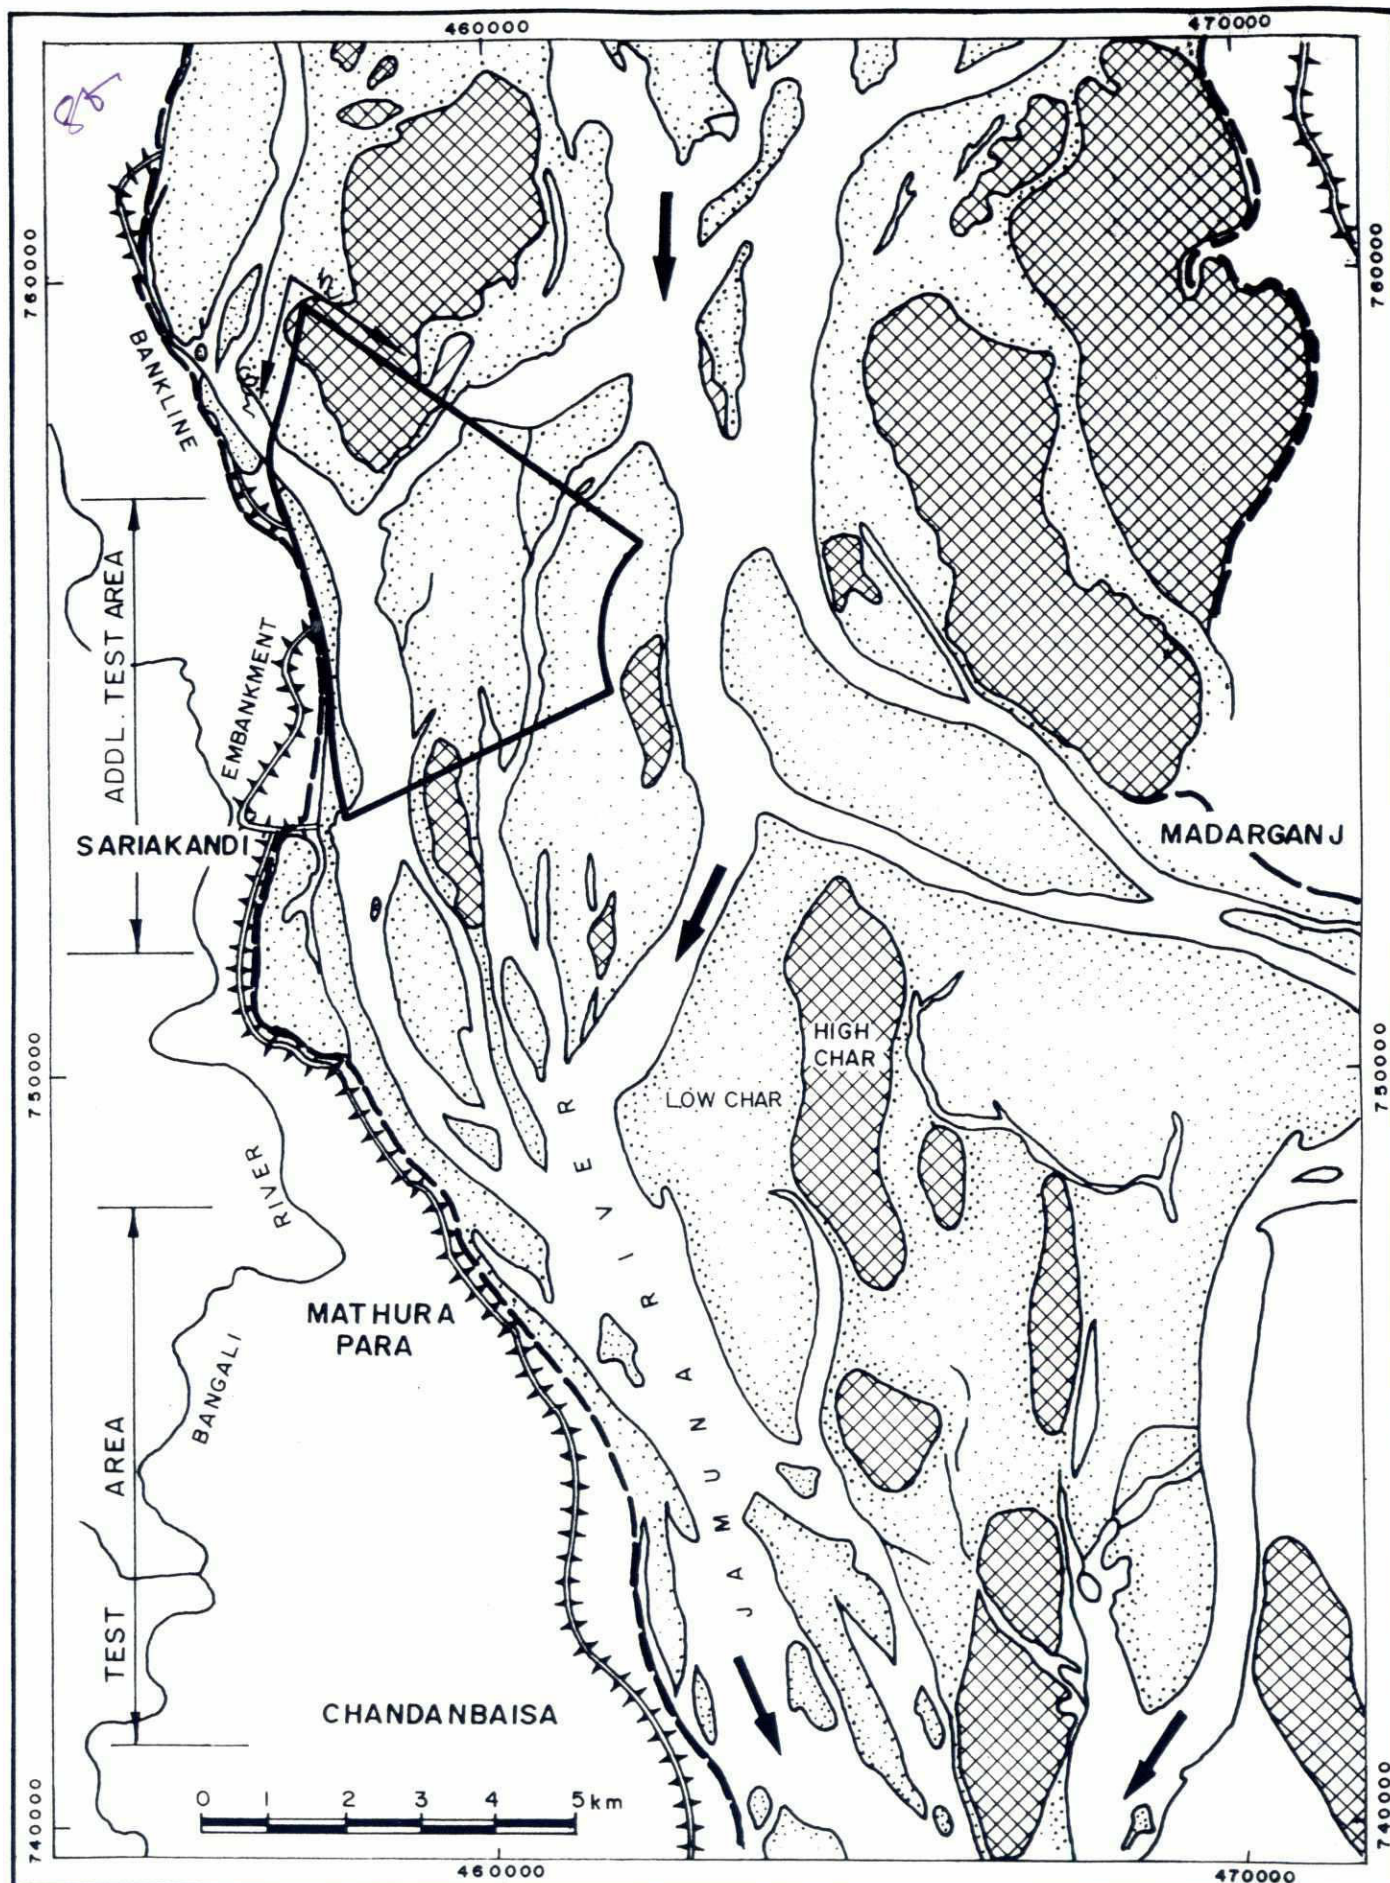 460000
470000
760000
760000
BANKLINE
ADDL. TEST AREA
EMBANKMENT
SARIAKANDI
MADARGANJ
HIGH
CHAR
LOW CHAR
750000
750000
RIVER
BANGALI
JAMUNA RIVER
MATHURA
PARA
TEST AREA
CHANDANBAISA
0 1 2 3 4 5 km
740000
740000
460000
470000